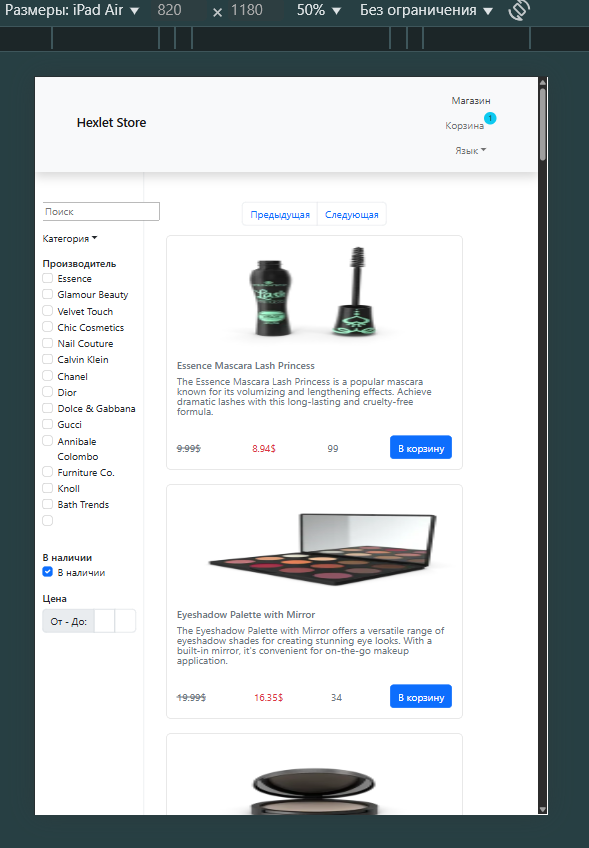 Размеры: iPad Air ▼ 820 × 1180 50% ▼ Без ограничения ▼
Hexlet Store
Магазин
Корзина 1
Язык
Поиск
Категория
Производитель
Essence
Glamour Beauty
Velvet Touch
Chic Cosmetics
Nail Couture
Calvin Klein
Chanel
Dior
Dolce & Gabbana
Gucci
Annibale
Colombo
Furniture Co.
Knoll
Bath Trends
В наличии
В наличии
Цена
От - До:
Предыдущая Следующая
Essence Mascara Lash Princess
The Essence Mascara Lash Princess is a popular mascara
known for its volumizing and lengthening effects. Achieve
dramatic lashes with this long-lasting and cruelty-free
formula.
9.99$ 8.94$ 99 В корзину
Eyeshadow Palette with Mirror
The Eyeshadow Palette with Mirror offers a versatile range of
eyeshadow shades for creating stunning eye looks. With a
built-in mirror, it's convenient for on-the-go makeup
application.
19.99$ 16.35$ 34 В корзину